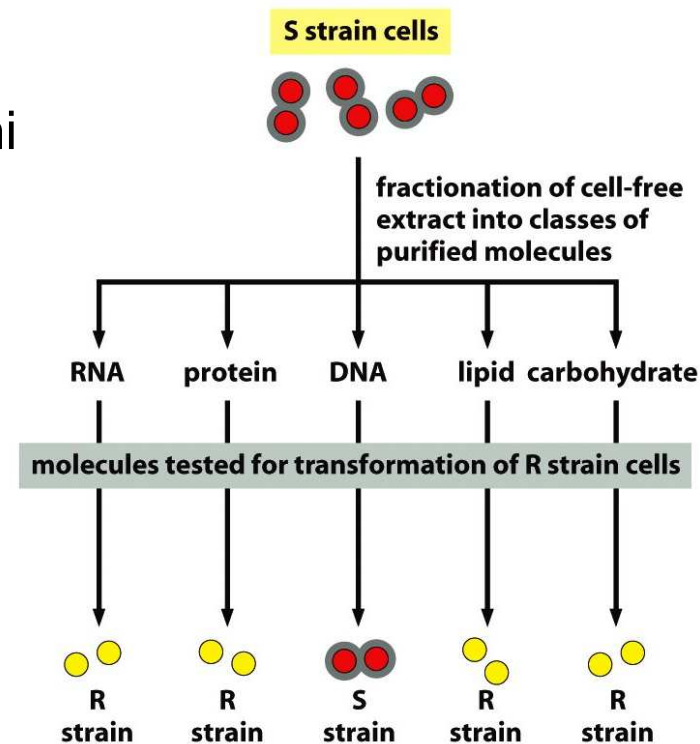 S strain cells
ni
fractionation of cell-free
extract into classes of
purified molecules
RNA protein DNA lipid carbohydrate
molecules tested for transformation of R strain cells
R R S R R
strain strain strain strain strain